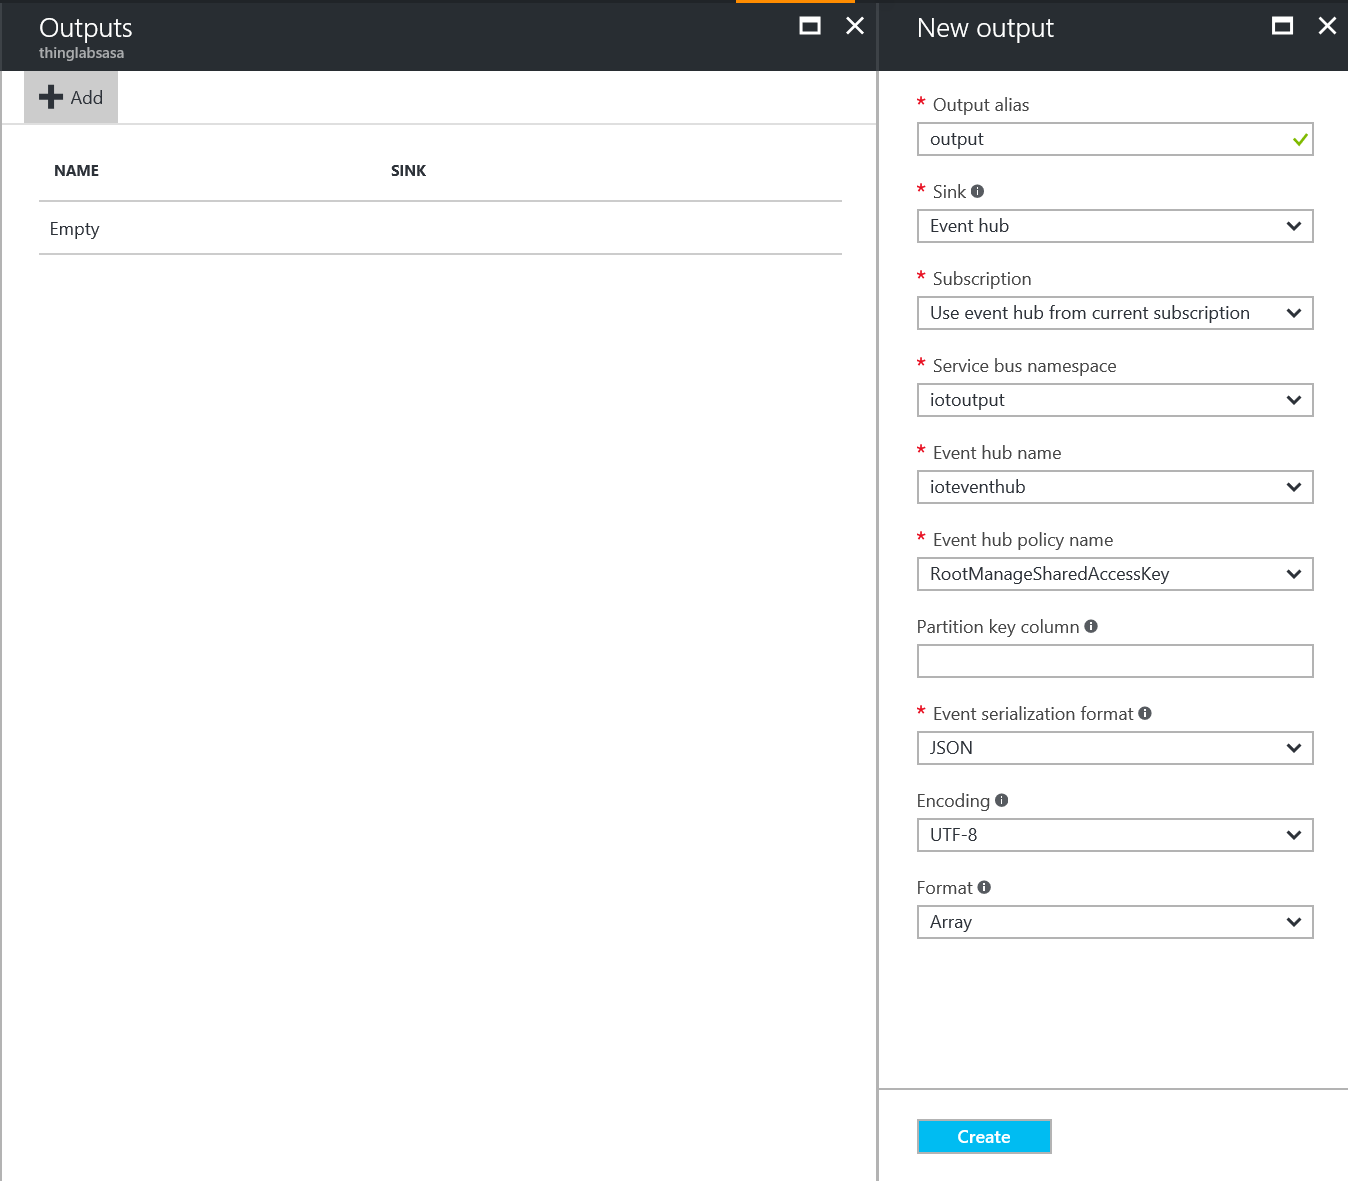 Outputs
thinglabsasa
Add
NAME SINK
Empty
New output
* Output alias
output
* Sink
Event hub
* Subscription
Use event hub from current subscription
* Service bus namespace
iotoutput
* Event hub name
ioteventhub
* Event hub policy name
RootManageSharedAccessKey
Partition key column
* Event serialization format
JSON
Encoding
UTF-8
Format
Array
Create